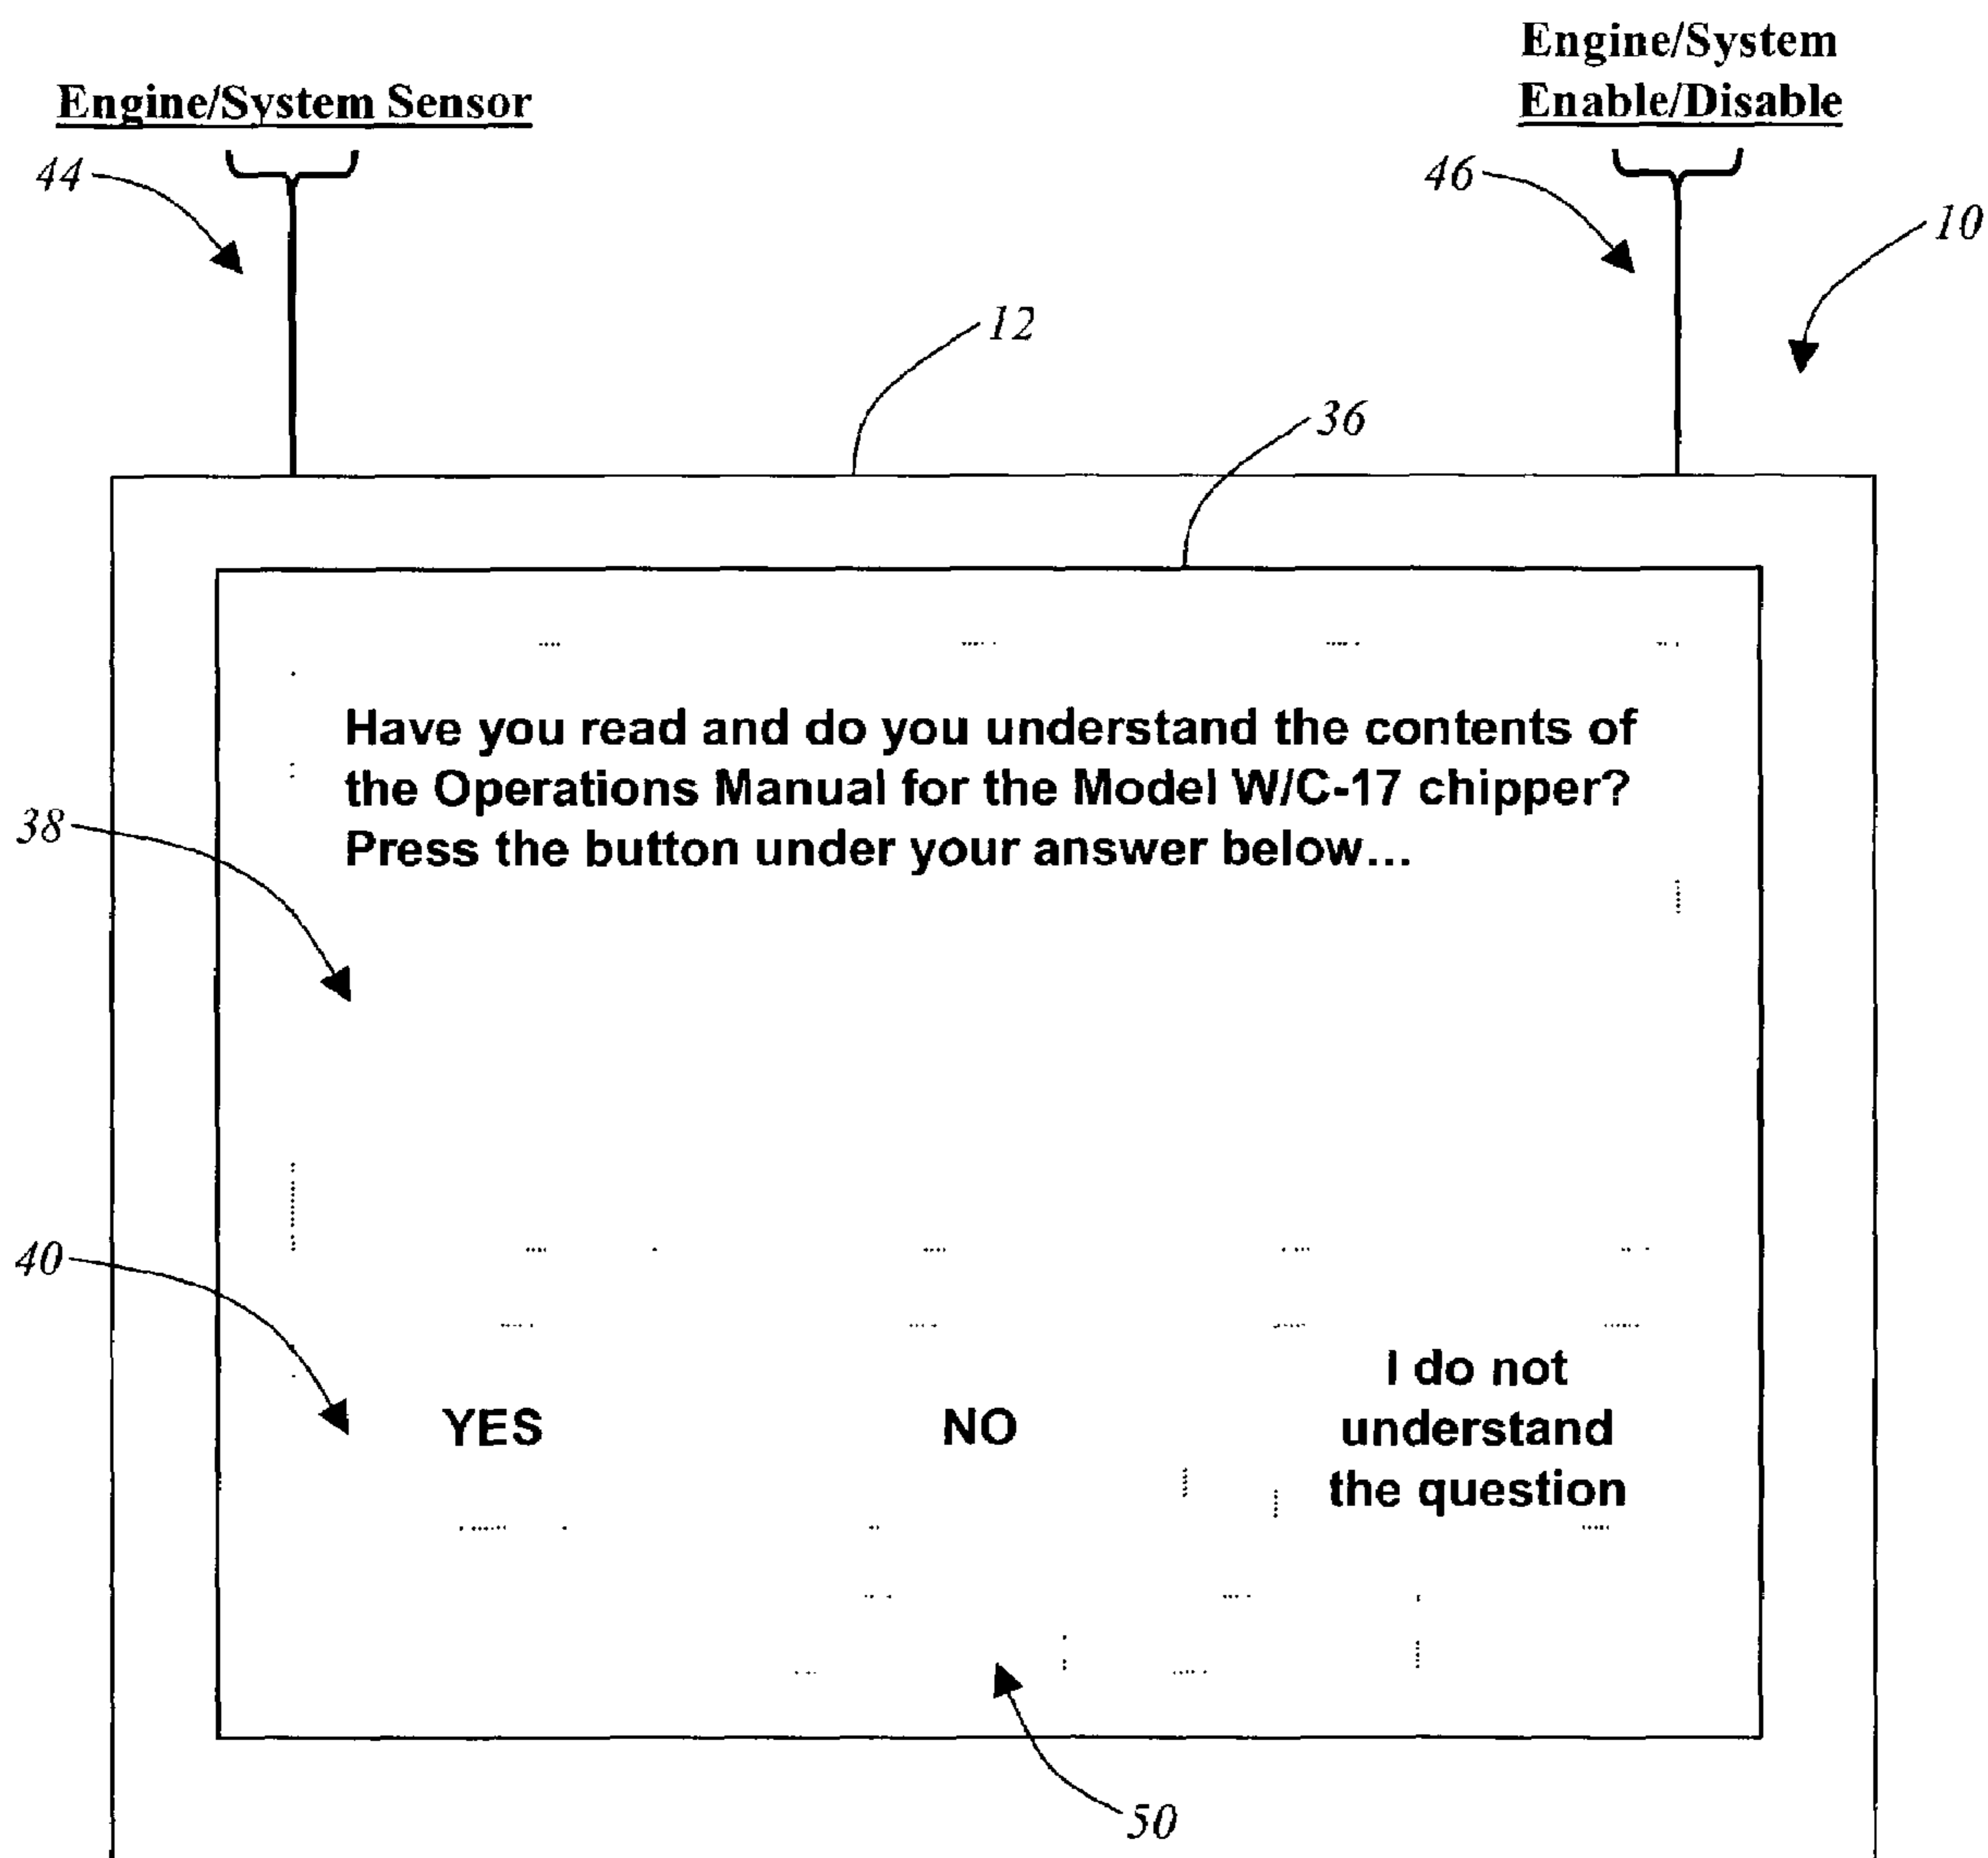 Engine/System
Engine/System Sensor
Enable/Disable
44
46
10
12
36
Have you read and do you understand the contents of
the Operations Manual for the Model W/C-17 chipper?
38
Press the button under your answer below...
40
I do not
YES NO understand
the question
50